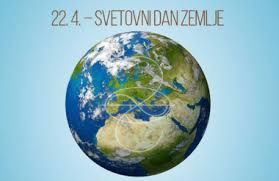 22. 4. – SVETOVNI DAN ZEMLJE